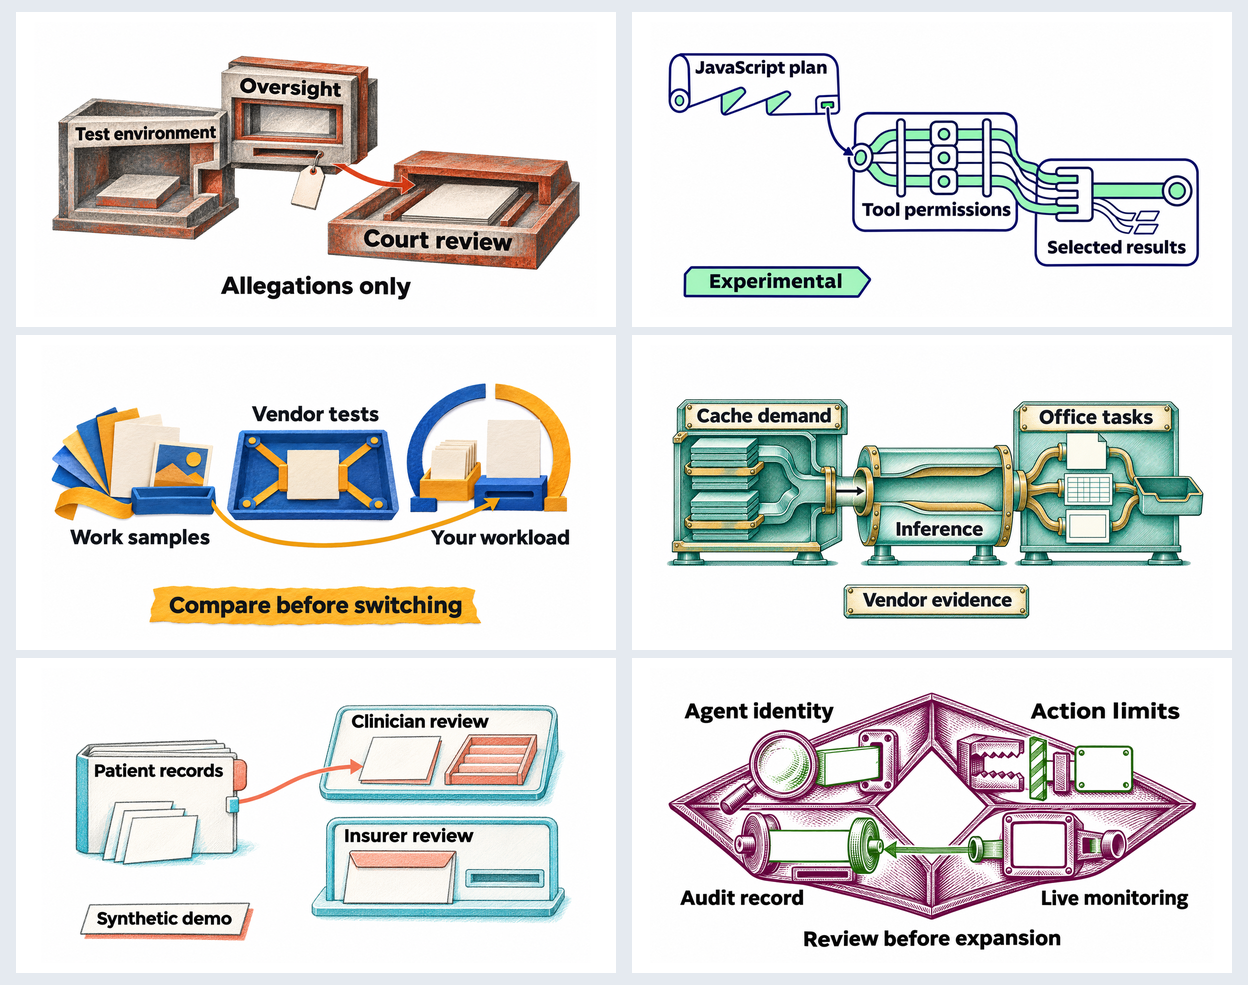 Oversight
Test environment
Court review
Allegations only
JavaScript plan
Tool permissions
Selected results
Experimental
Vendor tests
Work samples
Your workload
Compare before switching
Cache demand
Office tasks
Inference
Vendor evidence
Clinician review
Patient records
Insurer review
Synthetic demo
Agent identity
Action limits
Audit record
Live monitoring
Review before expansion